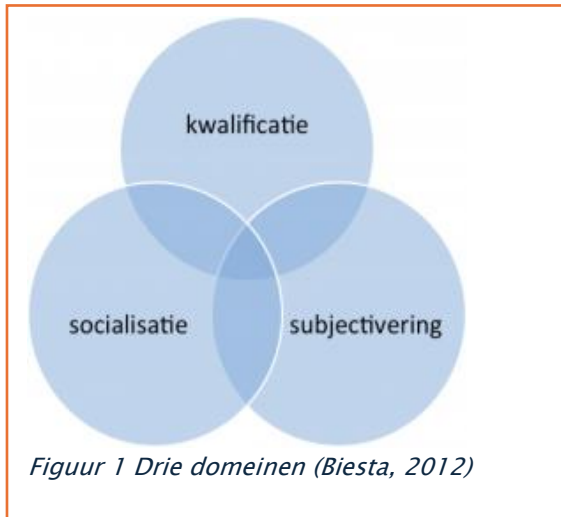 kwalificatie
socialisatie
subjectivering
Figuur 1 Drie domeinen (Biesta, 2012)